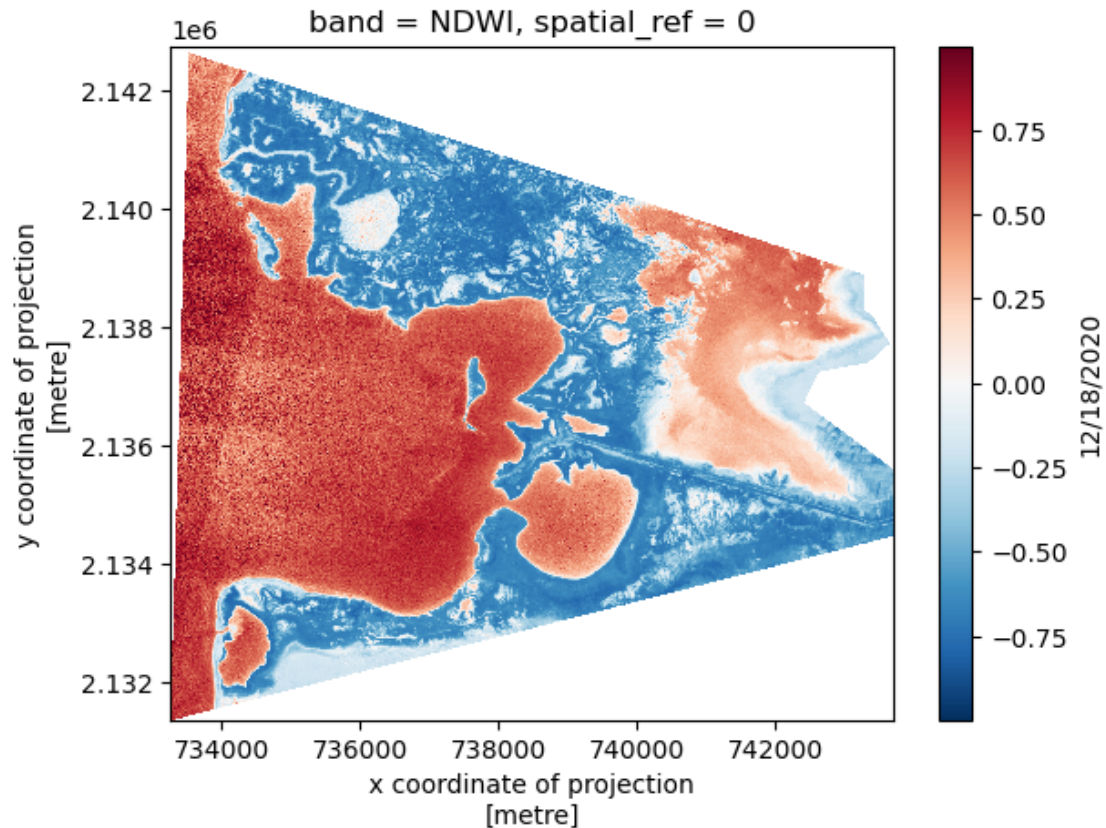 band = NDWI, spatial_ref = 0
1e6
2.142
2.140
2.138
2.136
2.134
2.132
y coordinate of projection
[metre]
734000 736000 738000 740000 742000
x coordinate of projection
[metre]
0.75
0.50
0.25
0.00
−0.25
−0.50
−0.75
12/18/2020